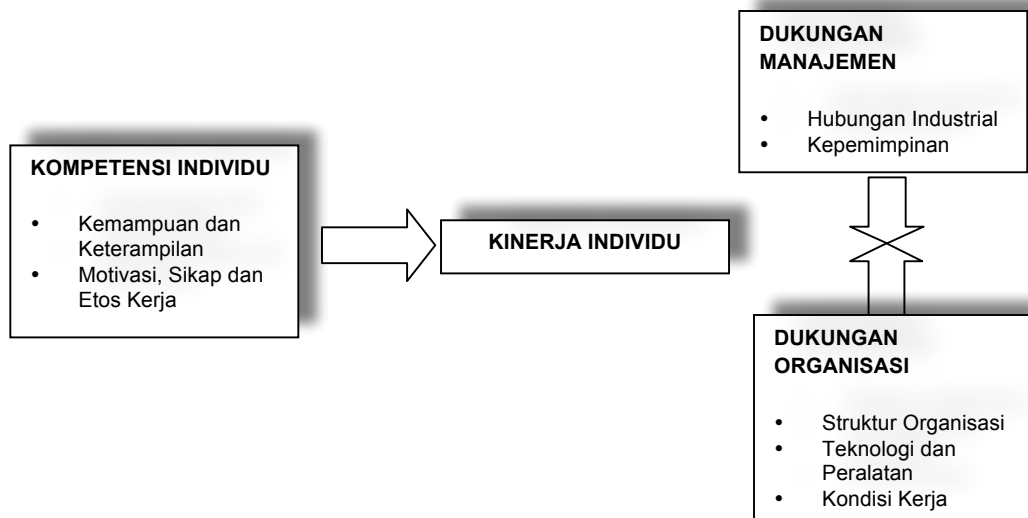 DUKUNGAN
MANAJEMEN
• Hubungan Industrial
• Kepemimpinan
KOMPETENSI INDIVIDU
• Kemampuan dan
Keterampilan
• Motivasi, Sikap dan
Etos Kerja
KINERJA INDIVIDU
DUKUNGAN
ORGANISASI
• Struktur Organisasi
• Teknologi dan
Peralatan
• Kondisi Kerja